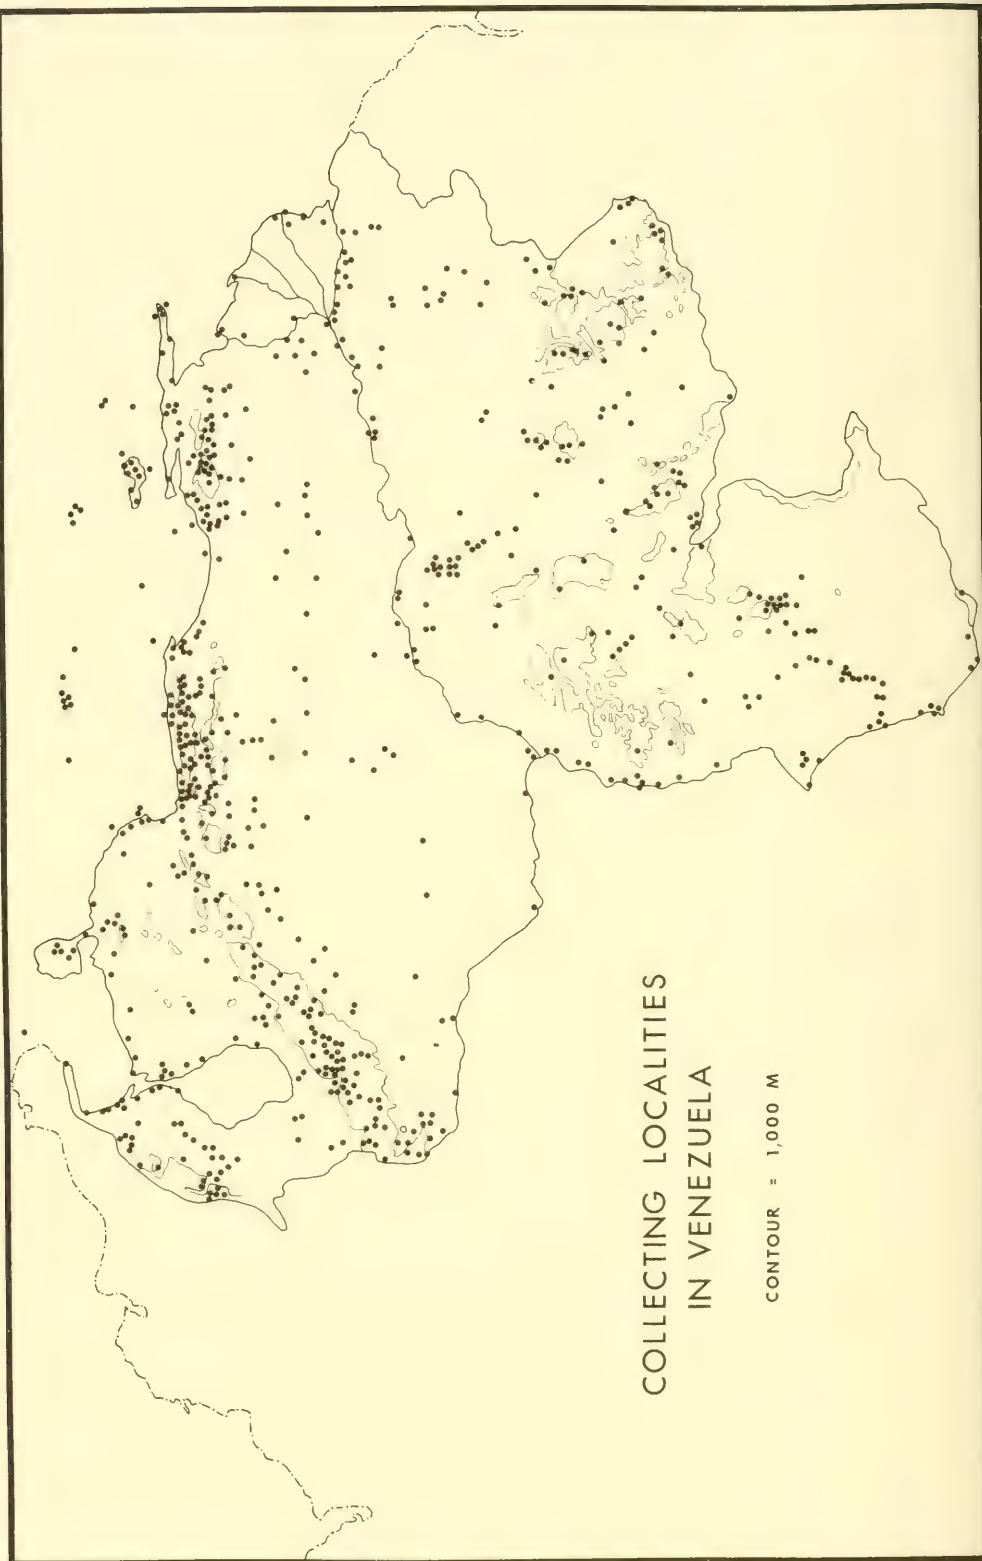 COLLECTING LOCALITIES
IN VENEZUELA
CONTOUR = 1,000 M